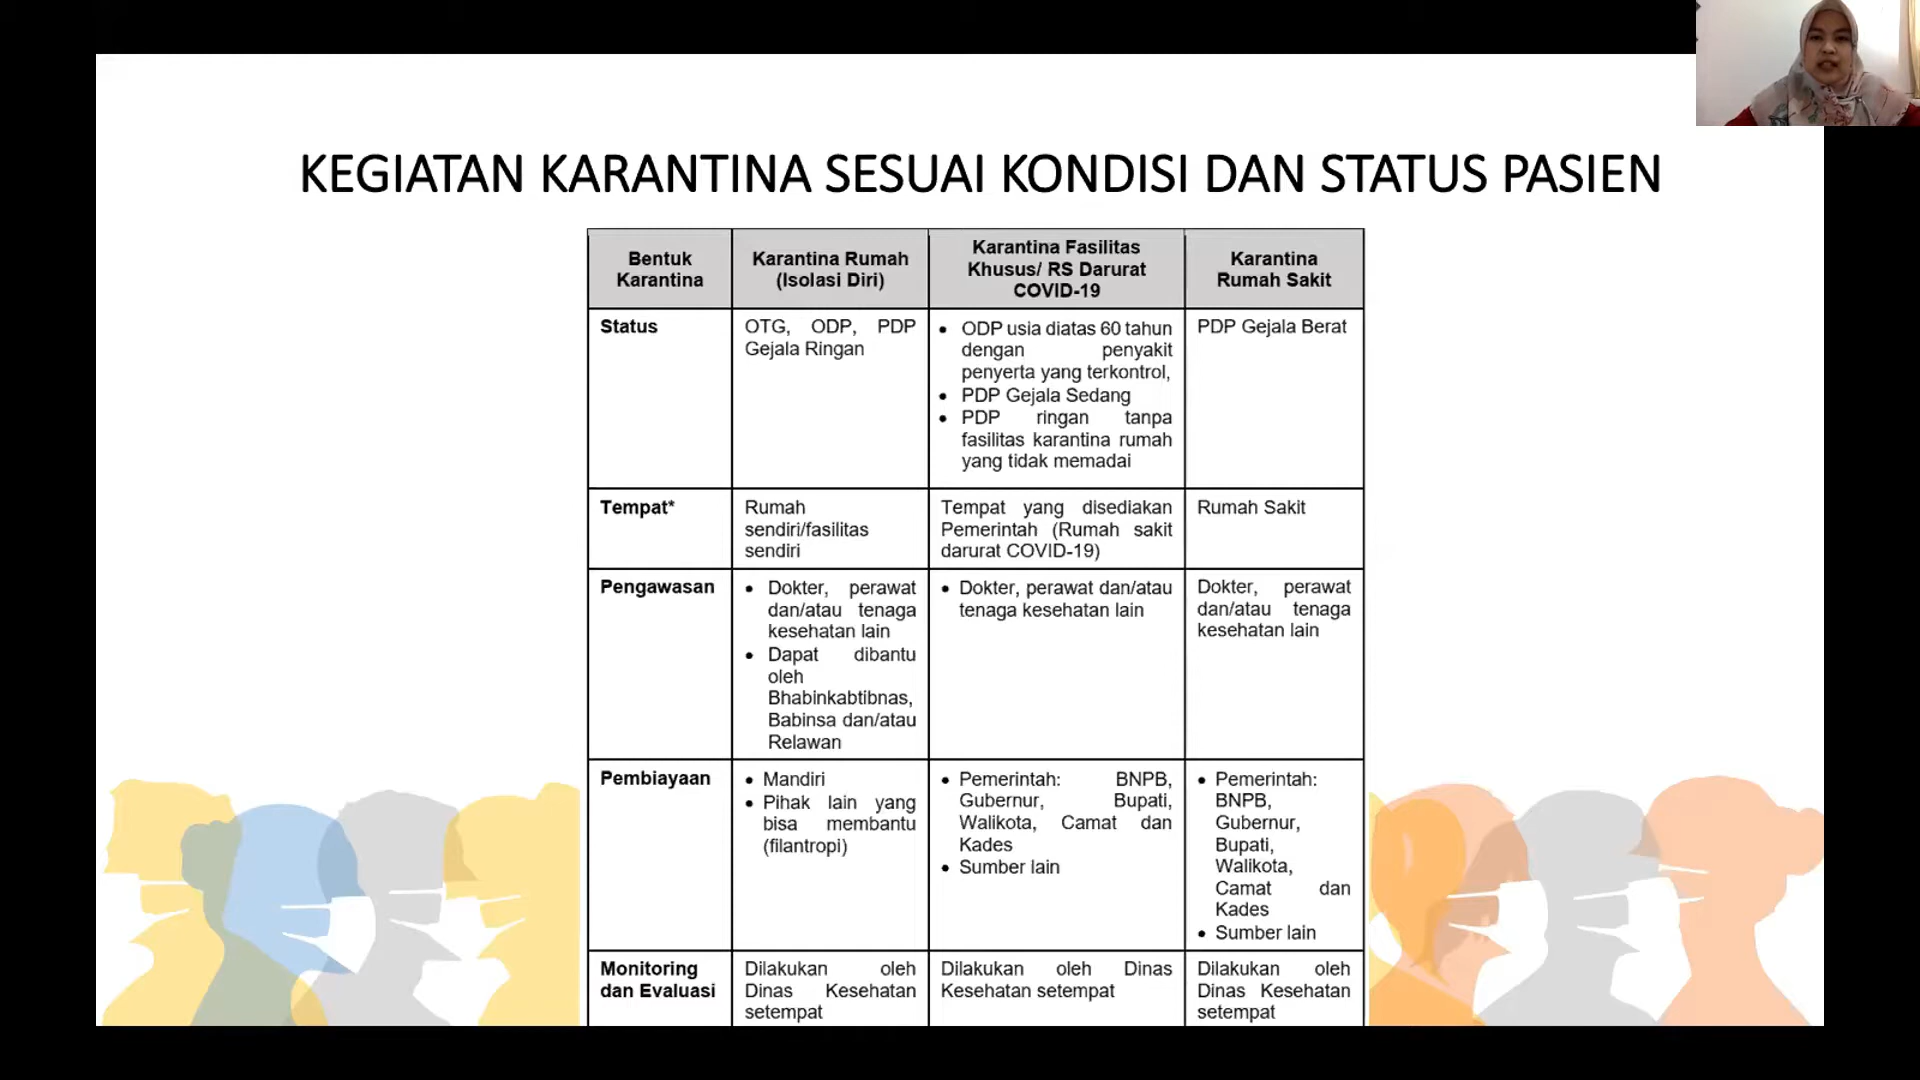 KEGIATAN KARANTINA SESUAI KONDISI DAN STATUS PASIEN
Bentuk
Karantina
Karantina Rumah
(Isolasi Diri)
Karantina Fasilitas
Khusus/ RS Darurat
COVID-19
Karantina
Rumah Sakit
Status
OTG, ODP, PDP
Gejala Ringan
• ODP usia diatas 60 tahun
dengan penyakit
penyerta yang terkontrol,
• PDP Gejala Sedang
• PDP ringan tanpa
fasilitas karantina rumah
yang tidak memadai
PDP Gejala Berat
Tempat*
Rumah
sendiri/fasilitas
sendiri
Tempat yang disediakan
Pemerintah (Rumah sakit
darurat COVID-19)
Rumah Sakit
Pengawasan
• Dokter, perawat
dan/atau tenaga
kesehatan lain
• Dapat dibantu
oleh
Bhabinkabtibnas,
Babinsa dan/atau
Relawan
• Dokter, perawat dan/atau
tenaga kesehatan lain
Dokter, perawat
dan/atau tenaga
kesehatan lain
Pembiayaan
• Mandiri
• Pihak lain yang
bisa membantu
(filantropi)
• Pemerintah: BNPB,
Gubernur, Bupati,
Walikota, Camat dan
Kades
• Sumber lain
• Pemerintah:
BNPB,
Gubernur,
Bupati,
Walikota,
Camat dan
Kades
• Sumber lain
Monitoring
dan Evaluasi
Dilakukan oleh
Dinas Kesehatan
setempat
Dilakukan oleh Dinas
Kesehatan setempat
Dilakukan oleh
Dinas Kesehatan
setempat